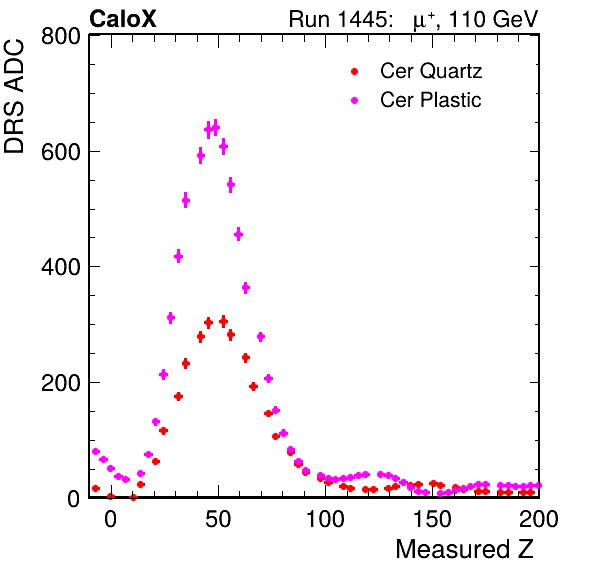 CaloX Run 1445: μ⁺, 110 GeV
DRS ADC
Cer Quartz
Cer Plastic
800
600
400
200
0
0 50 100 150 200
Measured Z